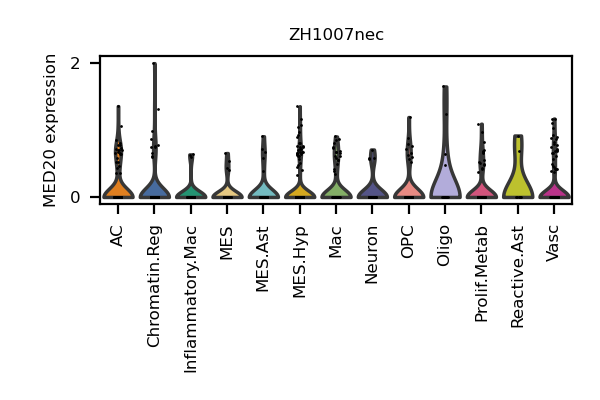 ZH1007nec
MED20 expression
2
0
AC
Chromatin.Reg
Inflammatory.Mac
MES
MES.Ast
MES.Hyp
Mac
Neuron
OPC
Oligo
Prolif.Metab
Reactive.Ast
Vasc